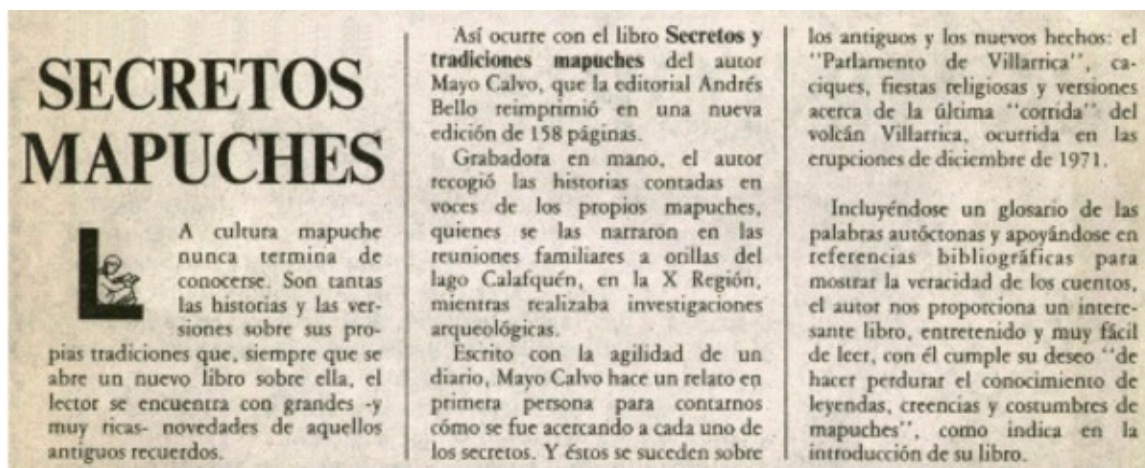 SECRETOS
MAPUCHES
LA cultura mapuche
nunca termina de
conocerse. Son tantas
las historias y las ver-
siones sobre sus pro-
pias tradiciones que, siempre que se
abre un nuevo libro sobre ella, el
lector se encuentra con grandes -y
muy ricas- novedades de aquellos
antiguos recuerdos.
Así ocurre con el libro Secretos y
tradiciones mapuches del autor
Mayo Calvo, que la editorial Andrés
Bello reimprimió en una nueva
edición de 158 páginas.
Grabadora en mano, el autor
recogió las historias contadas en
voces de los propios mapuches,
quienes se las narraron en las
reuniones familiares a orillas del
lago Calafquén, en la X Región,
mientras realizaba investigaciones
arqueológicas.
Escrito con la agilidad de un
diario, Mayo Calvo hace un relato en
primera persona para contarnos
cómo se fue acercando a cada uno de
los secretos. Y éstos se suceden sobre
los antiguos y los nuevos hechos: el
"Parlamento de Villarrica", ca-
ciques, fiestas religiosas y versiones
acerca de la última "corrida" del
volcán Villarrica, ocurrida en las
erupciones de diciembre de 1971.
Incluyéndose un glosario de las
palabras autóctonas y apoyándose en
referencias bibliográficas para
mostrar la veracidad de los cuentos,
el autor nos proporciona un intere-
sante libro, entretenido y muy fácil
de leer, con él cumple su deseo "de
hacer perdurar el conocimiento de
leyendas, creencias y costumbres de
mapuches", como indica en la
introducción de su libro.